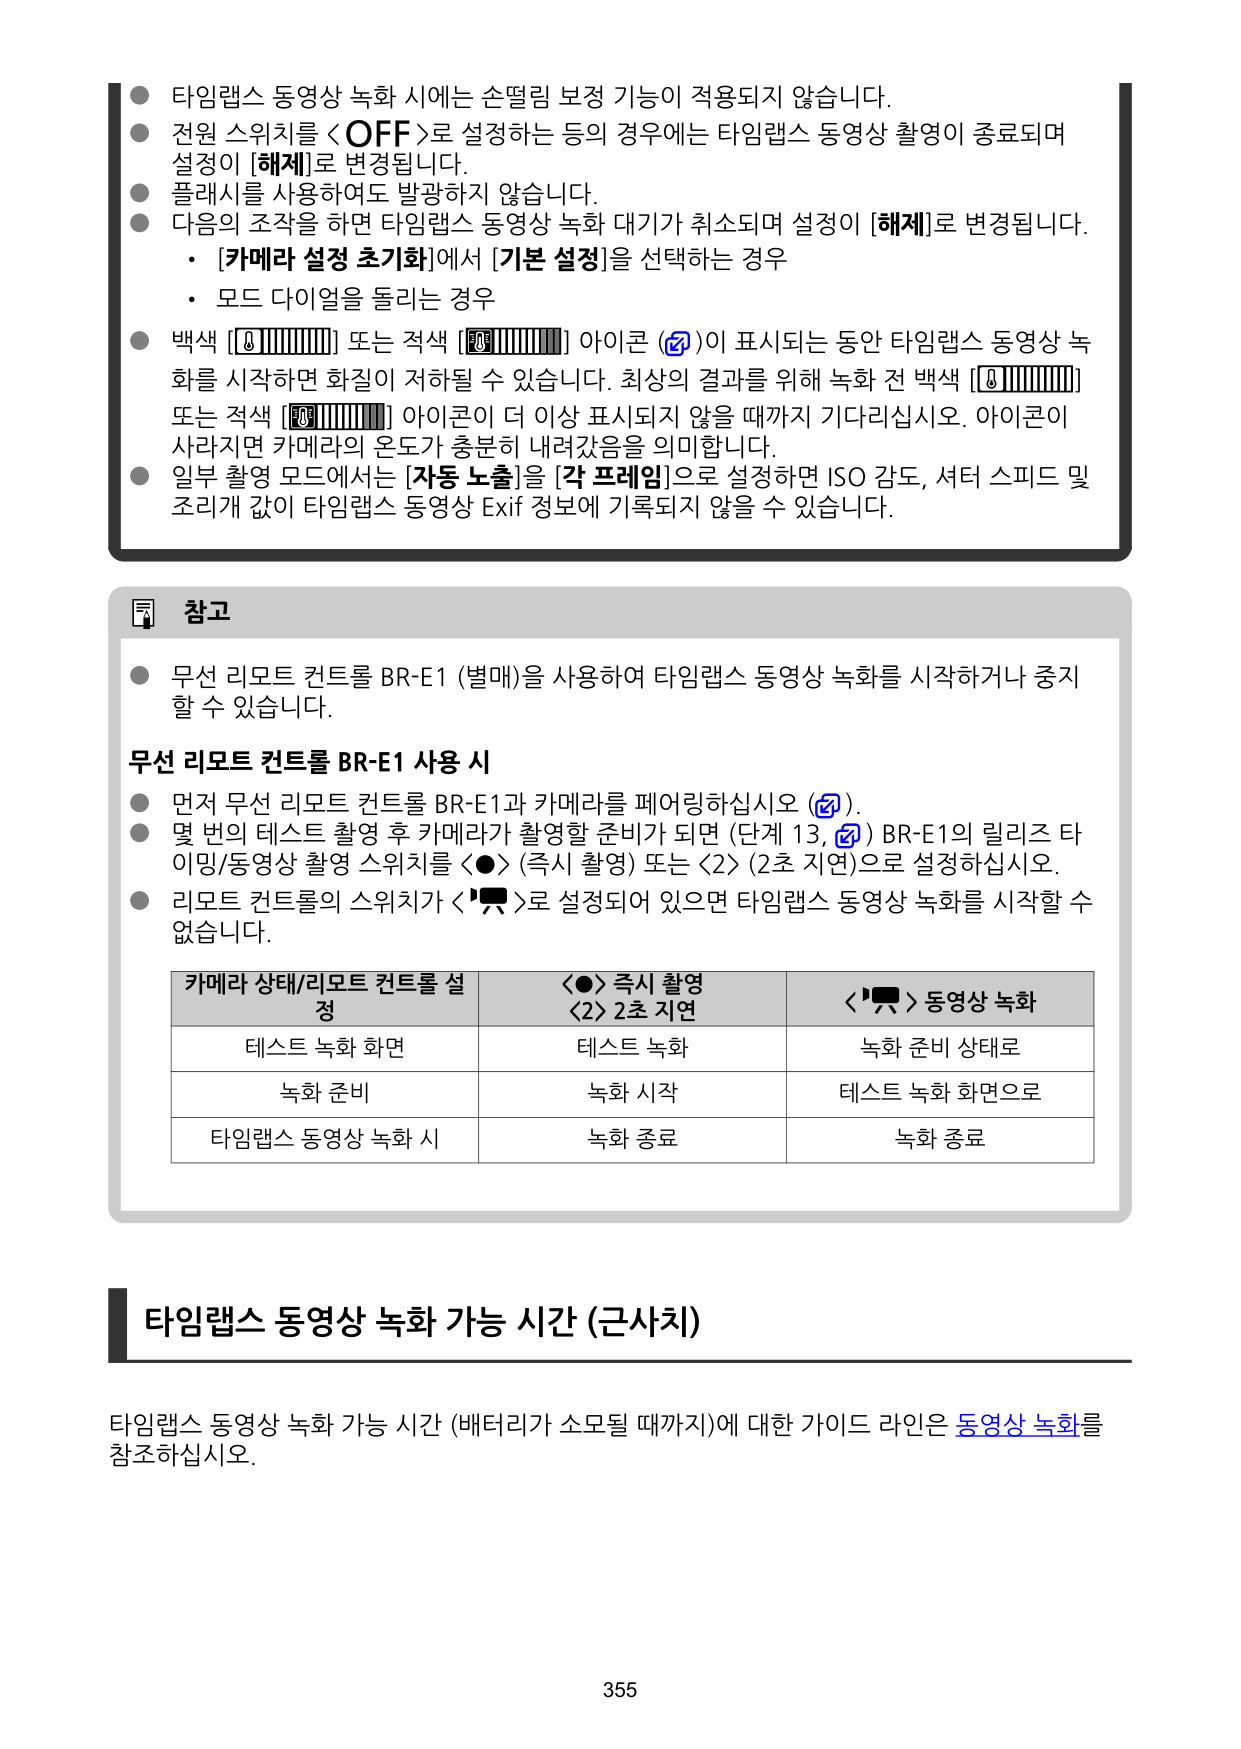 ● 타임랩스 동영상 녹화 시에는 손떨림 보정 기능이 적용되지 않습니다.
● 전원 스위치를 <OFF>로 설정하는 등의 경우에는 타임랩스 동영상 촬영이 종료되며
설정이 [해제]로 변경됩니다.
● 플래시를 사용하여도 발광하지 않습니다.
● 다음의 조작을 하면 타임랩스 동영상 녹화 대기가 취소되며 설정이 [해제]로 변경됩니다.
• [카메라 설정 초기화]에서 [기본 설정]을 선택하는 경우
• 모드 다이얼을 돌리는 경우
● 백색 [] 또는 적색 [] 아이콘 ()이 표시되는 동안 타임랩스 동영상 녹
화를 시작하면 화질이 저하될 수 있습니다. 최상의 결과를 위해 녹화 전 백색 []
또는 적색 [] 아이콘이 더 이상 표시되지 않을 때까지 기다리십시오. 아이콘이
사라지면 카메라의 온도가 충분히 내려갔음을 의미합니다.
● 일부 촬영 모드에서는 [자동 노출]을 [각 프레임]으로 설정하면 ISO 감도, 셔터 스피드 및
조리개 값이 타임랩스 동영상 Exif 정보에 기록되지 않을 수 있습니다.
참고
● 무선 리모트 컨트롤 BR-E1 (별매)을 사용하여 타임랩스 동영상 녹화를 시작하거나 중지
할 수 있습니다.
무선 리모트 컨트롤 BR-E1 사용 시
● 먼저 무선 리모트 컨트롤 BR-E1과 카메라를 페어링하십시오 ().
● 몇 번의 테스트 촬영 후 카메라가 촬영할 준비가 되면 (단계 13, ) BR-E1의 릴리즈 타
이밍/동영상 촬영 스위치를 <●> (즉시 촬영) 또는 <2> (2초 지연)으로 설정하십시오.
● 리모트 컨트롤의 스위치가 < >로 설정되어 있으면 타임랩스 동영상 녹화를 시작할 수
없습니다.
카메라 상태/리모트 컨트롤 설
정
<●> 즉시 촬영
<2> 2초 지연
< > 동영상 녹화
테스트 녹화 화면 테스트 녹화 녹화 준비 상태로
녹화 준비 녹화 시작 테스트 녹화 화면으로
타임랩스 동영상 녹화 시 녹화 종료 녹화 종료
타임랩스 동영상 녹화 가능 시간 (근사치)
타임랩스 동영상 녹화 가능 시간 (배터리가 소모될 때까지)에 대한 가이드 라인은 동영상 녹화를
참조하십시오.
355